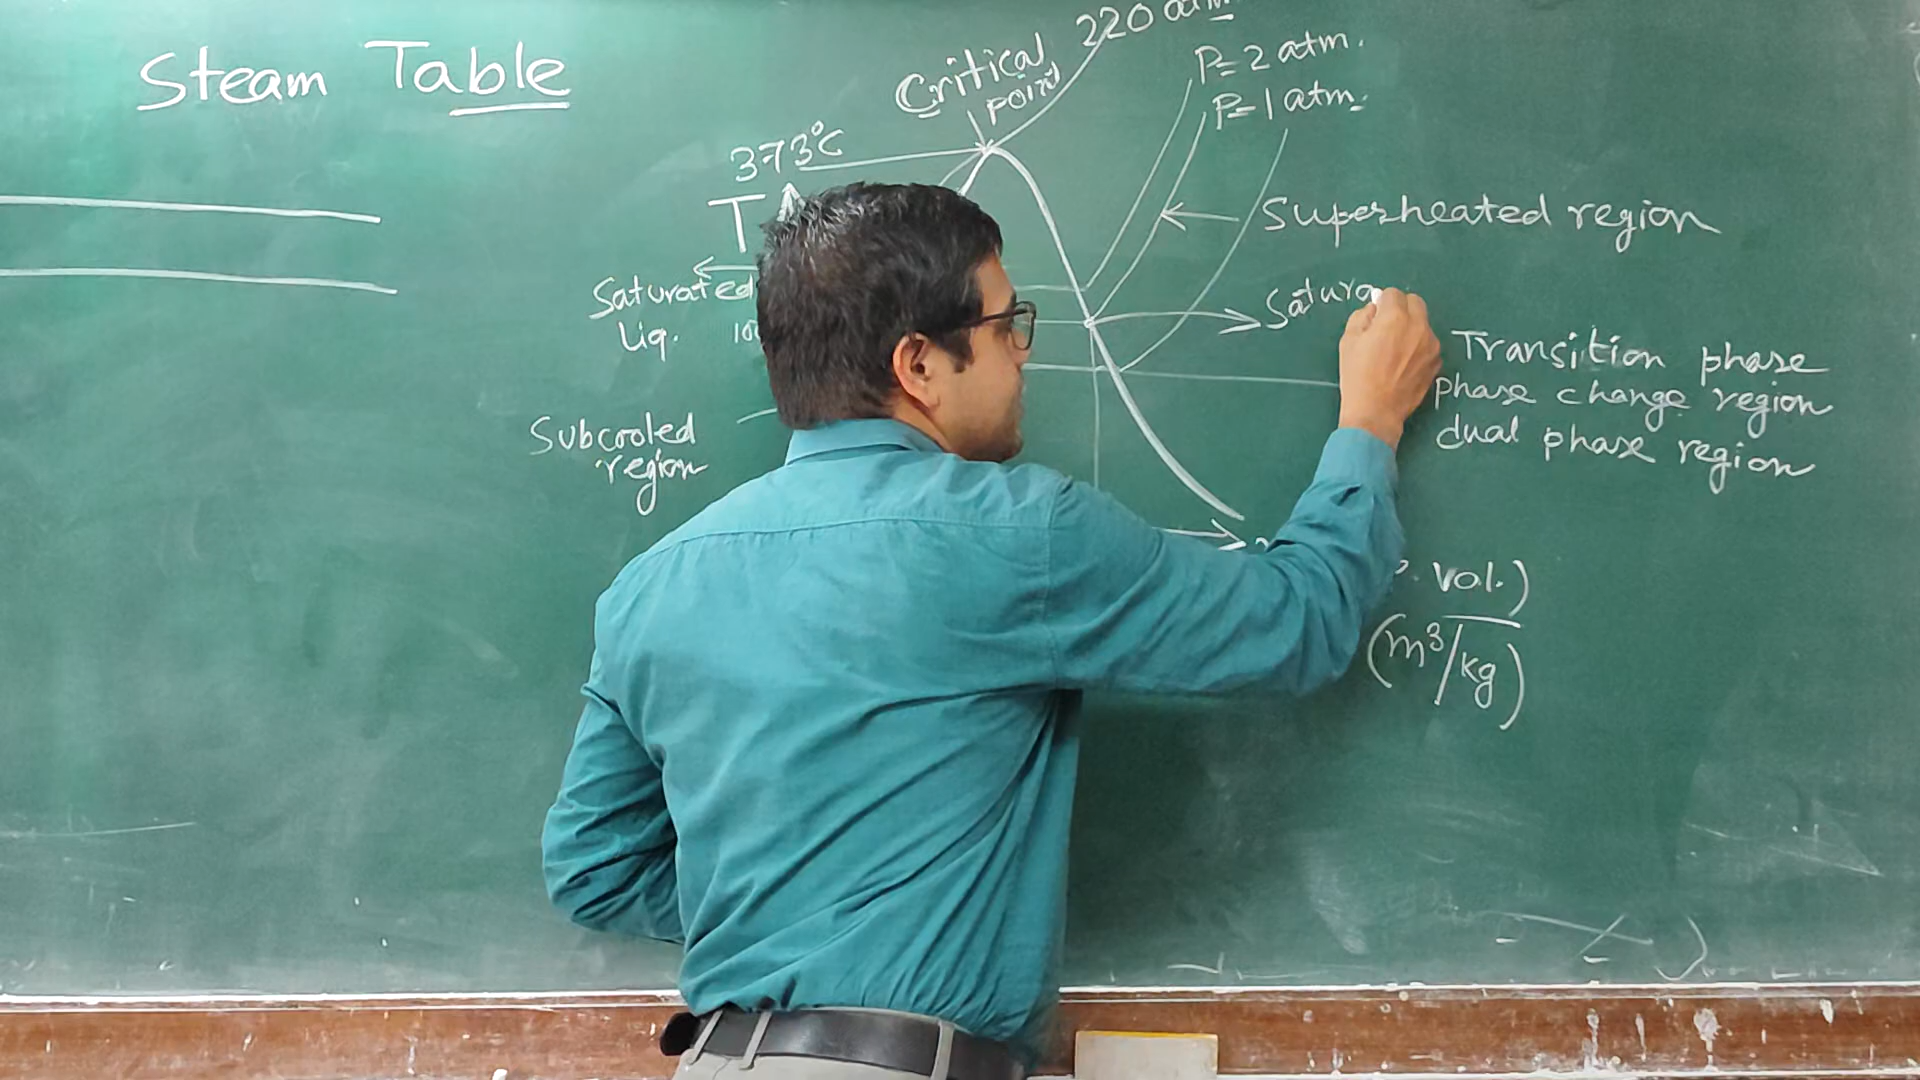 Steam Table
220 atm
Critical
point
P=2 atm.
P=1 atm.
373°C
T
Superheated region
Saturated
Liq.
Satura
Transition phase
phase change region
dual phase region
Subcooled
region
vol.)
(m³/kg)